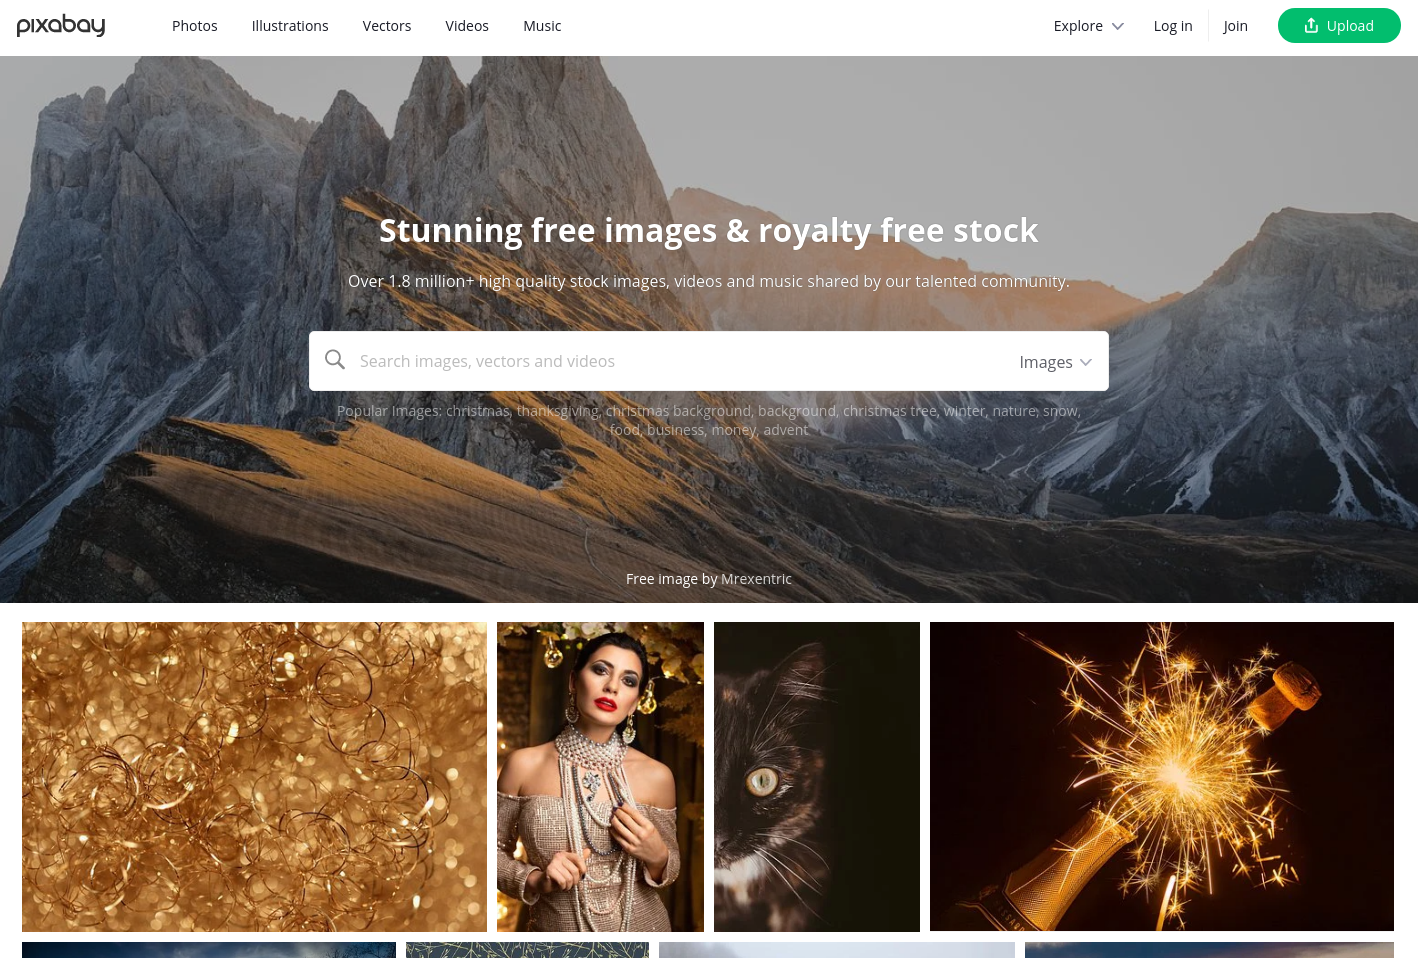 pixabay
Photos Illustrations Vectors Videos Music
Explore Log in Join Upload
Stunning free images & royalty free stock
Over 1.8 million+ high quality stock images, videos and music shared by our talented community.
Search images, vectors and videos
Images
Popular Images: christmas, thanksgiving, christmas background, background, christmas tree, winter, nature, snow,
food, business, money, advent
Free image by Mrexentric